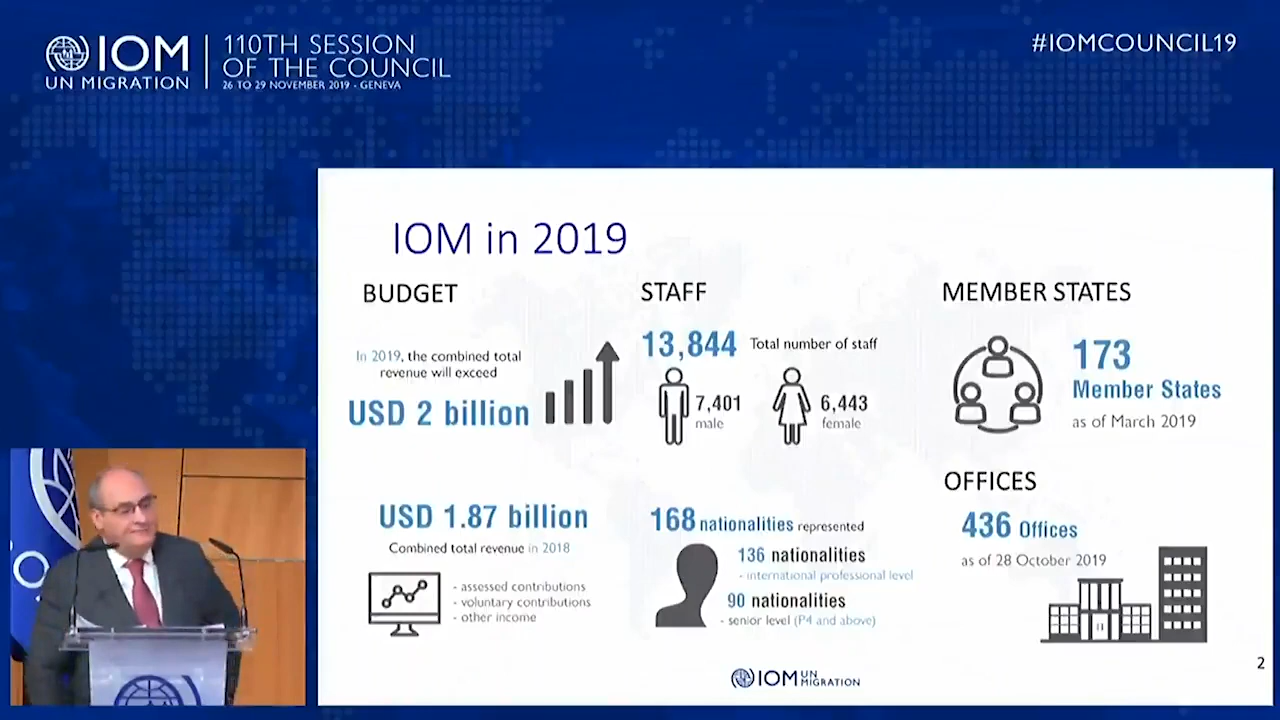 IOM
UN MIGRATION
110TH SESSION
OF THE COUNCIL
26 TO 29 NOVEMBER 2019 - GENEVA
#IOMCOUNCIL19
IOM in 2019
BUDGET
In 2019, the combined total
revenue will exceed
USD 2 billion
USD 1.87 billion
Combined total revenue in 2018
- assessed contributions
- voluntary contributions
- other income
STAFF
13,844 Total number of staff
7,401
male
6,443
female
168 nationalities represented
136 nationalities
- international professional level
90 nationalities
- senior level (P4 and above)
MEMBER STATES
173
Member States
as of March 2019
OFFICES
436 Offices
as of 28 October 2019
IOM UN
MIGRATION
2